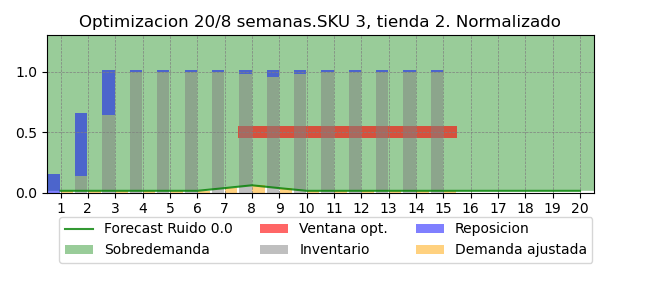 Optimizacion 20/8 semanas.SKU 3, tienda 2. Normalizado
1.0
0.5
0.0
1 2 3 4 5 6 7 8 9 10 11 12 13 14 15 16 17 18 19 20
Forecast Ruido 0.0 Ventana opt. Reposicion
Sobredemanda Inventario Demanda ajustada